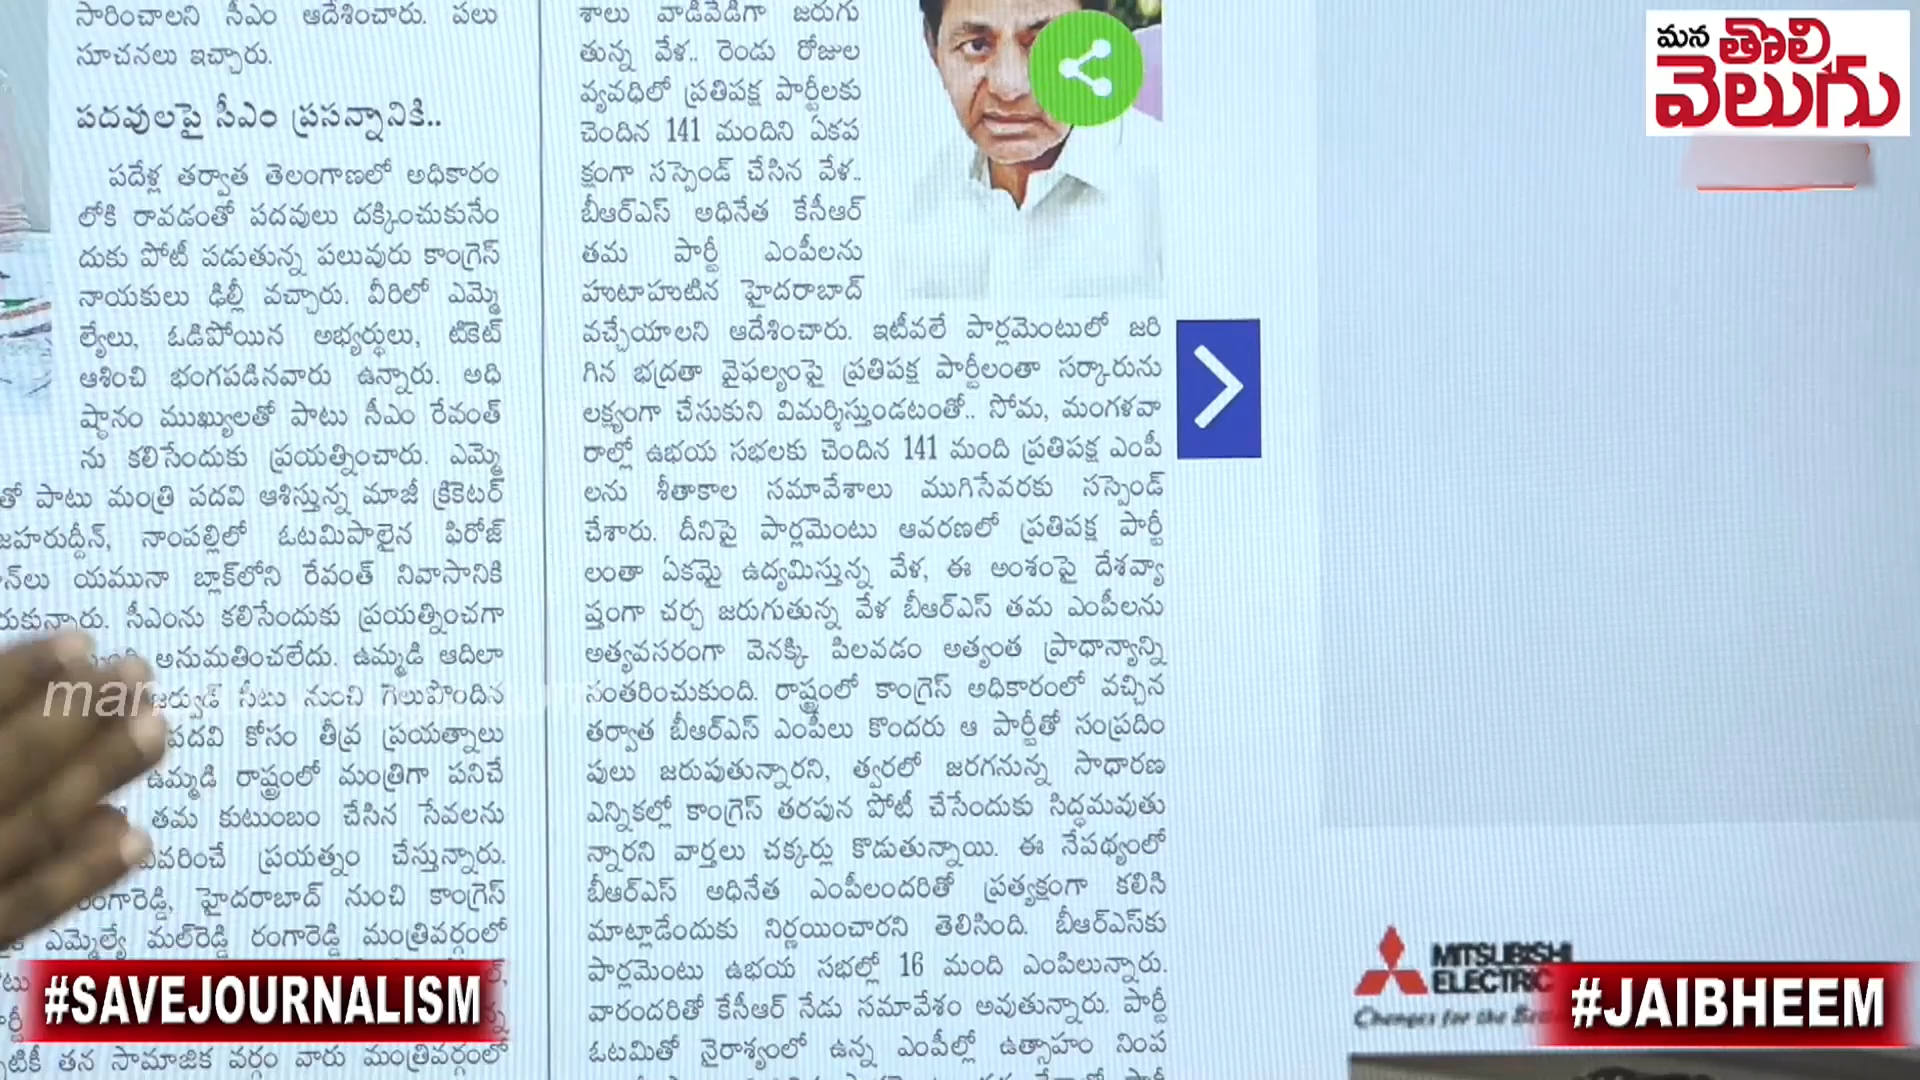 సారించాలని సీఎం ఆదేశించారు. పలు
సూచనలు ఇచ్చారు.
పదవులపై సీఎం ప్రసన్నానికి..
పదేళ్ల తర్వాత తెలంగాణలో అధికారం
లోకి రావడంతో పదవులు దక్కించుకునేం
దుకు పోటీ పడుతున్న పలువురు కాంగ్రెస్
నాయకులు ఢిల్లీ వచ్చారు. వీరిలో ఎమ్మె
ల్యేలు, ఓడిపోయిన అభ్యర్థులు, టికెట్
ఆశించి భంగపడినవారు ఉన్నారు. అధి
ష్ఠానం ముఖ్యులతో పాటు సీఎం రేవంత్
ను కలిసేందుకు ప్రయత్నించారు. ఎమ్మె
తో పాటు మంత్రి పదవి ఆశిస్తున్న మాజీ క్రికెటర్
జహరుద్దీన్, నాంపల్లిలో ఓటమిపాలైన ఫిరోజ్
న్‌లు యమునా బ్లాక్‌లోని రేవంత్ నివాసానికి
రుకున్నారు. సీఎంను కలిసేందుకు ప్రయత్నించగా
అనుమతించలేదు. ఉమ్మడి ఆదిలా
జర్వుడ్ సీటు నుంచి గెలుపొందిన
పదవి కోసం తీవ్ర ప్రయత్నాలు
ఉమ్మడి రాష్ట్రంలో మంత్రిగా పనిచే
తమ కుటుంబం చేసిన సేవలను
వివరించే ప్రయత్నం చేస్తున్నారు.
రంగారెడ్డి, హైదరాబాద్ నుంచి కాంగ్రెస్
ఎమ్మెల్యే మల్‌రెడ్డి రంగారెడ్డి మంత్రివర్గంలో
టికీ తన సామాజిక వర్గం వారు మంత్రివర్గంలో
శాలు వాడివేడిగా జరుగు
తున్న వేళ.. రెండు రోజుల
వ్యవధిలో ప్రతిపక్ష పార్టీలకు
చెందిన 141 మందిని ఏకప
క్షంగా సస్పెండ్ చేసిన వేళ..
బీఆర్ఎస్ అధినేత కేసీఆర్
తమ పార్టీ ఎంపీలను
హుటాహుటిన హైదరాబాద్
వచ్చేయాలని ఆదేశించారు. ఇటీవలే పార్లమెంటులో జరి
గిన భద్రతా వైఫల్యంపై ప్రతిపక్ష పార్టీలంతా సర్కారును
లక్ష్యంగా చేసుకుని విమర్శిస్తుండటంతో.. సోమ, మంగళవా
రాల్లో ఉభయ సభలకు చెందిన 141 మంది ప్రతిపక్ష ఎంపీ
లను శీతాకాల సమావేశాలు ముగిసేవరకు సస్పెండ్
చేశారు. దీనిపై పార్లమెంటు ఆవరణలో ప్రతిపక్ష పార్టీ
లంతా ఏకమై ఉద్యమిస్తున్న వేళ, ఈ అంశంపై దేశవ్యా
ప్తంగా చర్చ జరుగుతున్న వేళ బీఆర్ఎస్ తమ ఎంపీలను
అత్యవసరంగా వెనక్కి పిలవడం అత్యంత ప్రాధాన్యాన్ని
సంతరించుకుంది. రాష్ట్రంలో కాంగ్రెస్ అధికారంలో వచ్చిన
తర్వాత బీఆర్ఎస్ ఎంపీలు కొందరు ఆ పార్టీతో సంప్రదిం
పులు జరుపుతున్నారని, త్వరలో జరగనున్న సాధారణ
ఎన్నికల్లో కాంగ్రెస్ తరపున పోటీ చేసేందుకు సిద్ధమవుతు
న్నారని వార్తలు చక్కర్లు కొడుతున్నాయి. ఈ నేపథ్యంలో
బీఆర్ఎస్ అధినేత ఎంపీలందరితో ప్రత్యక్షంగా కలిసి
మాట్లాడేందుకు నిర్ణయించారని తెలిసింది. బీఆర్ఎస్‌కు
పార్లమెంటు ఉభయ సభల్లో 16 మంది ఎంపిలున్నారు.
వారందరితో కేసీఆర్ నేడు సమావేశం అవుతున్నారు. పార్టీ
ఓటమితో నైరాశ్యంలో ఉన్న ఎంపీల్లో ఉత్సాహం నింప
మన తొలి
వెలుగు
MITSUBISHI
ELECTRIC
Changes for the
#SAVEJOURNALISM
#JAIBHEEM